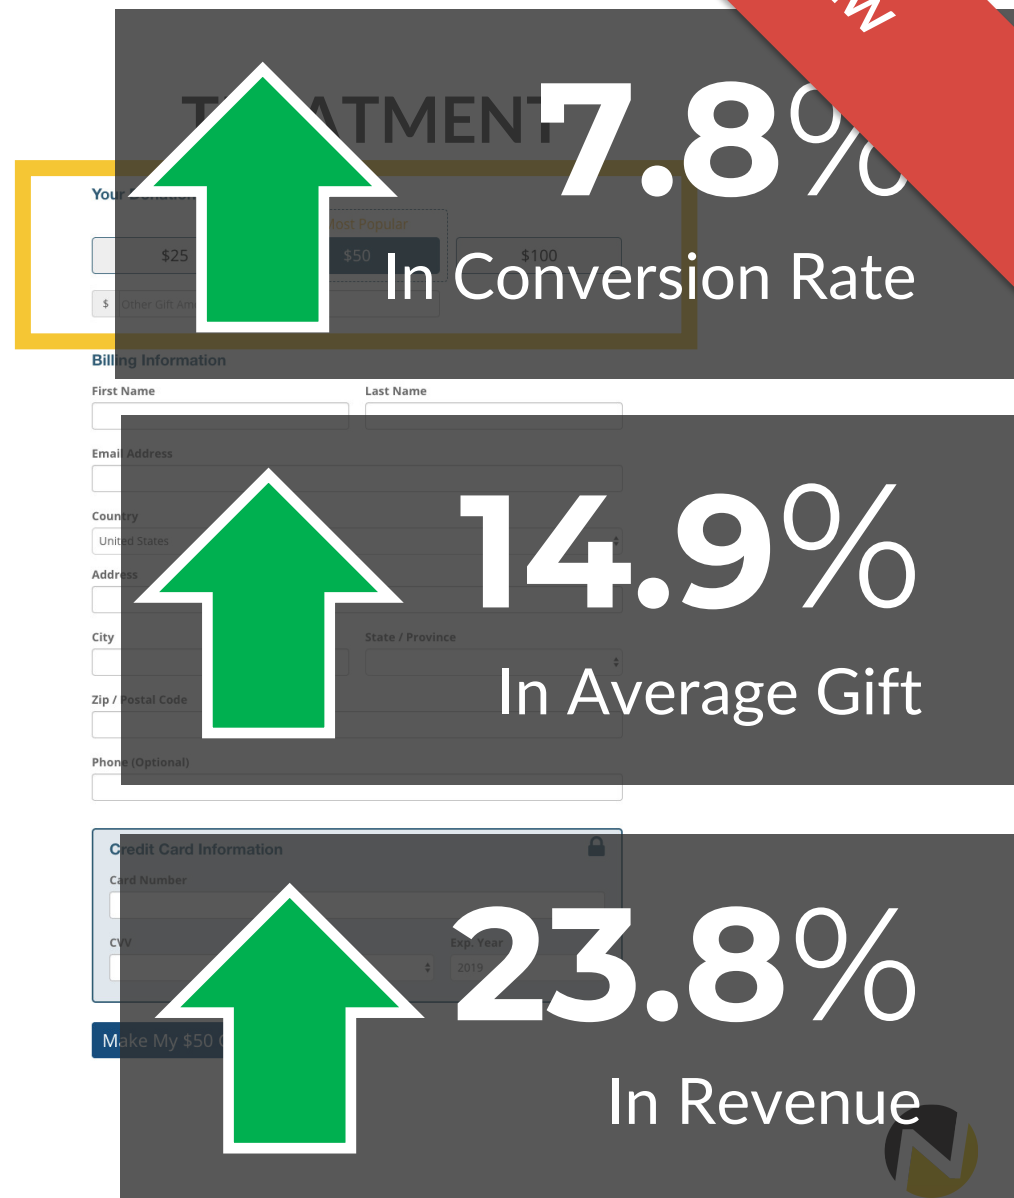 TREATMENT
7.8%
In Conversion Rate
Your Donation
Most Popular
$25
$50
$100
$
Other Gift
Billing Information
First Name
Last Name
Email Address
14.9%
In Average Gift
Country
United States
Address
City
State / Province
Zip / Postal Code
Phone (Optional)
Credit Card Information
Card Number
23.8%
In Revenue
CVV
Exp. Year
2019
Make My $50